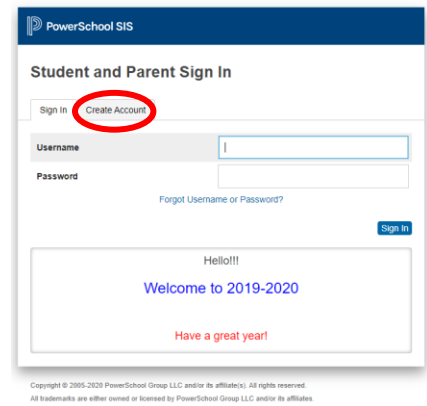 PowerSchool SIS
Student and Parent Sign In
Sign In Create Account
Username
Password
Forgot Username or Password?
Sign In
Hello!!!
Welcome to 2019-2020
Have a great year!
Copyright © 2005-2020 PowerSchool Group LLC and/or its affiliate(s). All rights reserved.
All trademarks are either owned or licensed by PowerSchool Group LLC and/or its affiliates.